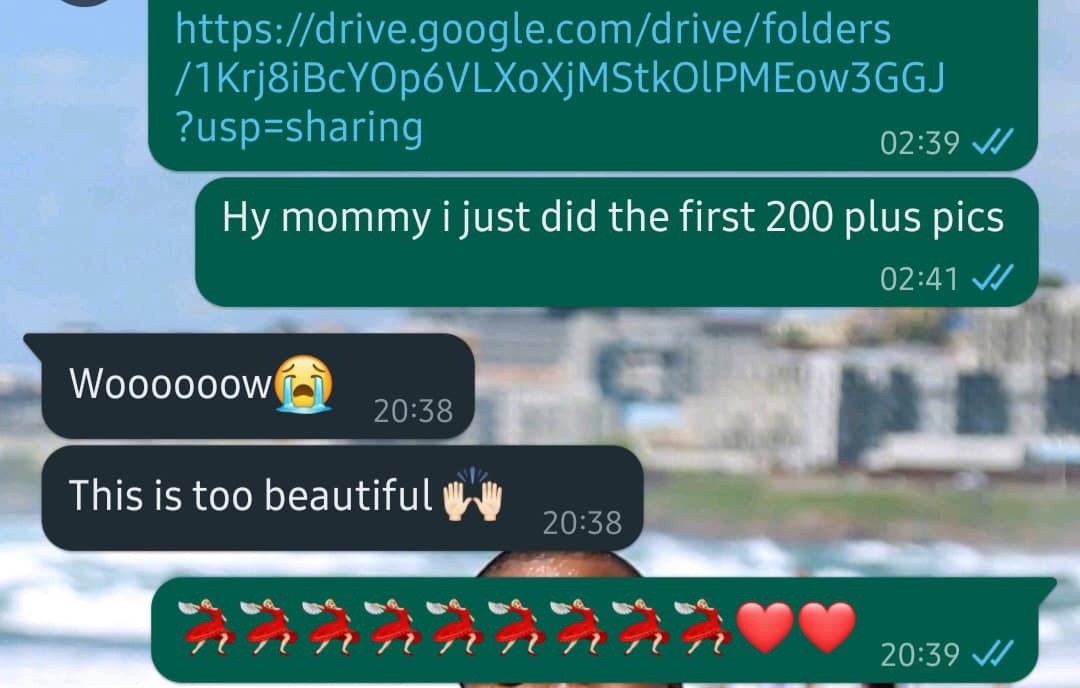 https://drive.google.com/drive/folders
/1Krj8iBcYOp6VLXoXjMStkOlPMEow3GGJ
?usp=sharing
02:39
Hy mommy i just did the first 200 plus pics
02:41
Woooooow😭
20:38
This is too beautiful 🙌🏻
20:38
💃🏼💃🏼💃🏼💃🏼💃🏼💃🏼💃🏼💃🏼💃🏼❤️❤️
20:39